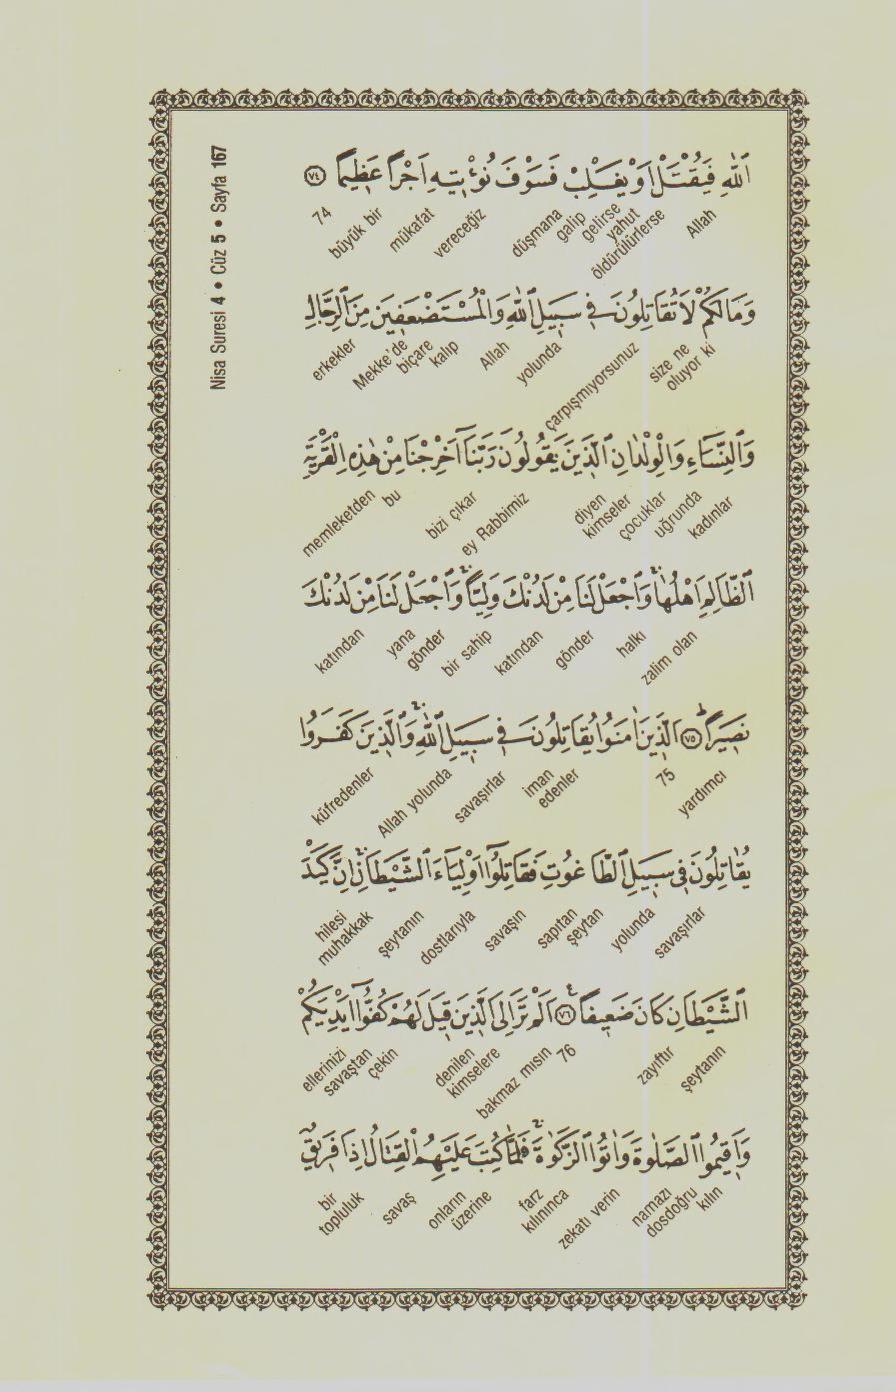 Nisa Suresi 4 • Cüz 5 • Sayfa 167
اَللّٰهِ فَيُقْتَلْ اَوْ يَغْلِبْ فَسَوْفَ نُؤْت۪يهِ اَجْرًا عَظ۪يمًا ﴿٧٤﴾
Allah öldürülürlerse yahut gelirse galip düşmana vereceğiz mükafat büyük bir 74
وَمَا لَكُمْ لَا تُقَاتِلُونَ ف۪ي سَب۪يلِ اللّٰهِ وَالْمُسْتَضْعَف۪ينَ مِنَ الرِّجَالِ
size ne oluyor ki çarpışmıyorsunuz yolunda Allah kalıp biçare Mekke'de erkekler
وَالنِّسَٓاءِ وَالْوِلْدَانِ الَّذ۪ينَ يَقُولُونَ رَبَّنَٓا اَخْرِجْنَا مِنْ هٰذِهِ الْقَرْيَةِ
kadınlar uğrunda çocuklar diyen kimseler ey Rabbimiz bizi çıkar bu memleketden
الظَّالِمِ اَهْلُهَاۚ وَاجْعَلْ لَنَا مِنْ لَدُنْكَ وَلِيًّاۚ وَاجْعَلْ لَنَا مِنْ لَدُنْكَ
zalim olan halkı gönder katından bir sahip gönder yana katından
نَص۪يرًاۜ ﴿٧٥﴾ اَلَّذ۪ينَ اٰمَنُوا يُقَاتِلُونَ ف۪ي سَب۪يلِ اللّٰهِۚ وَالَّذ۪ينَ كَفَرُوا
yardımcı 75 iman edenler savaşırlar Allah yolunda küfredenler
يُقَاتِلُونَ ف۪ي سَب۪يلِ الطَّاغُوتِ فَقَاتِلُٓوا اَوْلِيَٓاءَ الشَّيْطَانِۚ اِنَّ كَيْدَ
savaşırlar yolunda sapıtan şeytan savaşın dostlarıyla şeytanın hilesi muhakkak
الشَّيْطَانِ كَانَ ضَع۪يفًا۟ ﴿٧٦﴾ اَلَمْ تَرَ اِلَى الَّذ۪ينَ ق۪يلَ لَهُمْ كُفُّٓوا اَيْدِيَكُمْ
şeytanın zayıftır 76 bakmaz mısın denilen kimselere çekin savaştan ellerinizi
وَاَق۪يمُوا الصَّلٰوةَ وَاٰتُوا الزَّكٰوةَۚ فَلَمَّا كُتِبَ عَلَيْهِمُ الْقِتَالُ اِذَا فَر۪يقٌ
namazı dosdoğru kılın zekatı verin farz kılınınca onların üzerine savaş bir topluluk